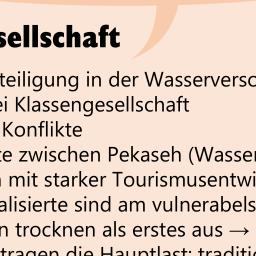 sellschaft
teiligung in der Wasserversc
ei Klassengesellschaft
Konflikte
te zwischen Pekaseh (Wasser
mit starker Tourismusentwi
alisierte sind am vulnerabels
n trocknen als erstes aus →
tragen die Hauptlast: traditio